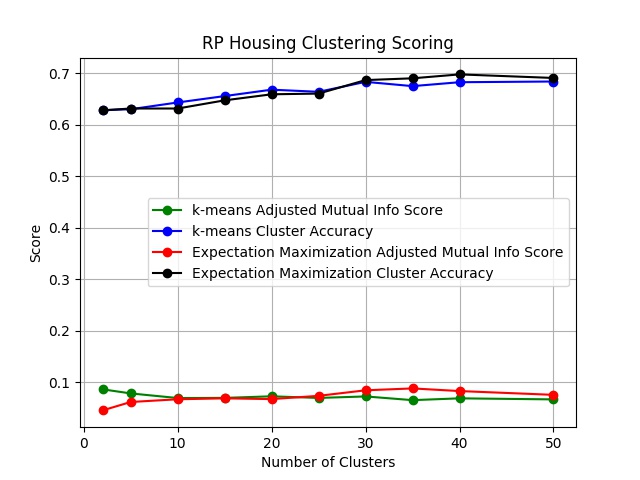 RP Housing Clustering Scoring
0.7
0.6
0.5
0.4
0.3
0.2
0.1
Score
k-means Adjusted Mutual Info Score
k-means Cluster Accuracy
Expectation Maximization Adjusted Mutual Info Score
Expectation Maximization Cluster Accuracy
0 10 20 30 40 50
Number of Clusters